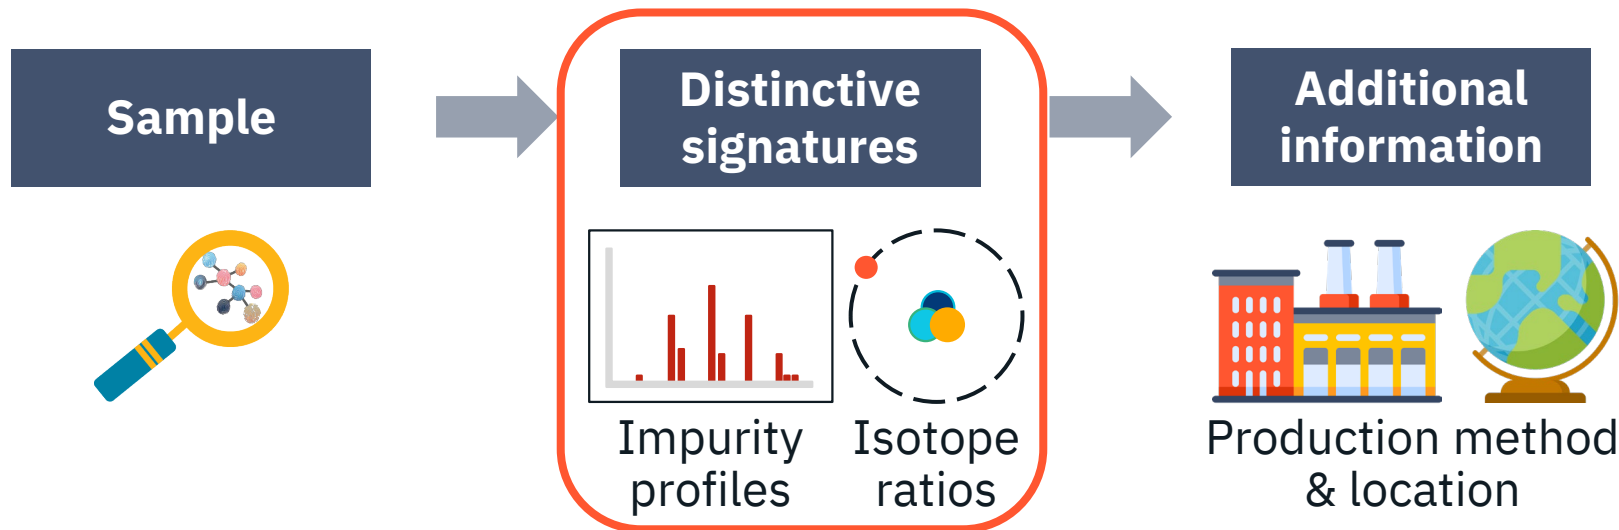 Sample
Distinctive
signatures
Additional
information
Impurity
profiles
Isotope
ratios
Production method
& location